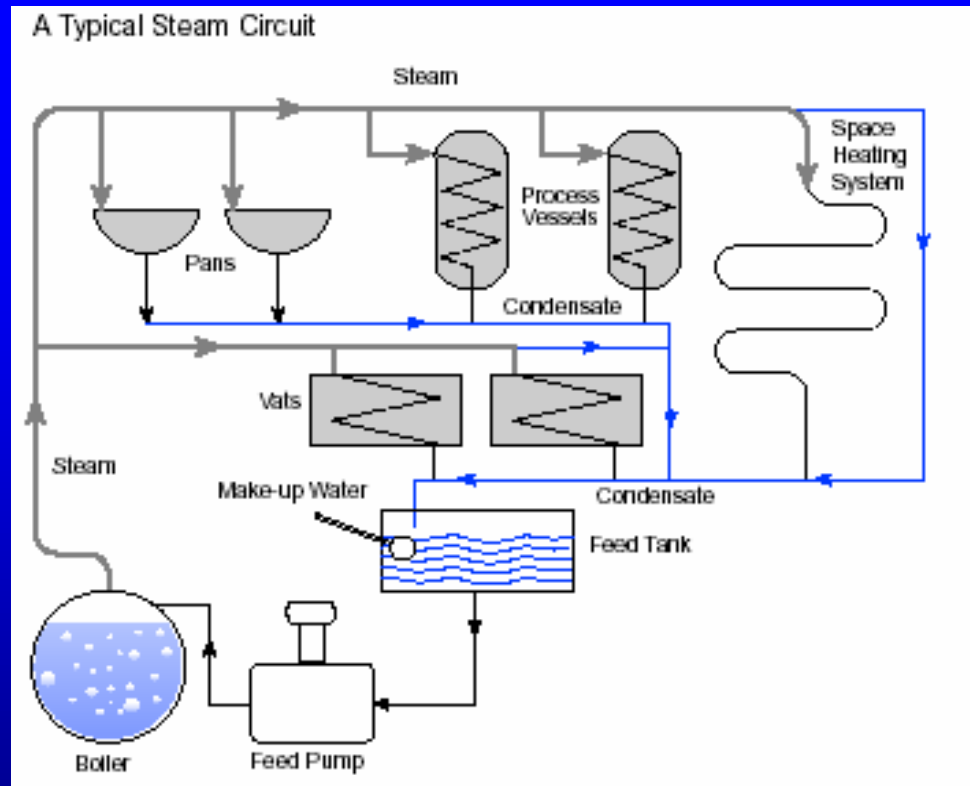 A Typical Steam Circuit
Steam
Space
Heating
System
Process
Vessels
Pans
Condensate
Vats
Steam
Make-up Water
Condensate
Feed Tank
Boiler
Feed Pump